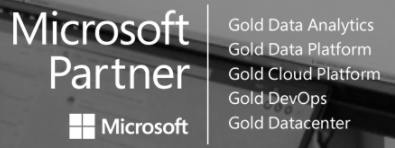 Microsoft
Partner
Microsoft
Gold Data Analytics
Gold Data Platform
Gold Cloud Platform
Gold DevOps
Gold Datacenter